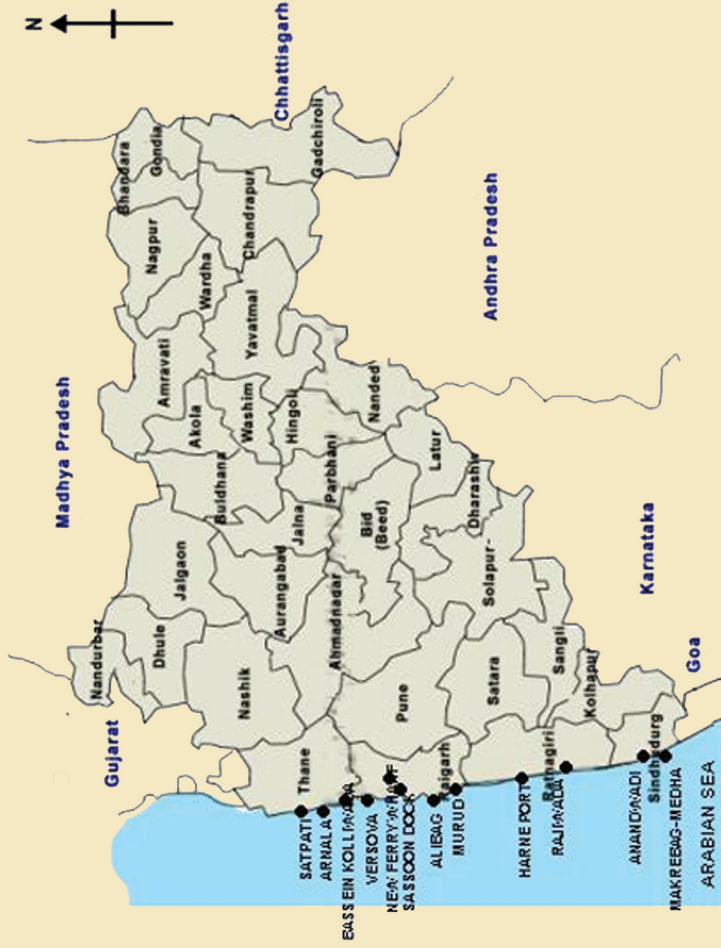 N
Chhattisgarh
Madhya Pradesh
Andhra Pradesh
Gujarat
Karnataka
Goa
Bhandara
Gondia
Gadchiroli
Nagpur
Chandrapur
Wardha
Yavatmal
Amravati
Akola
Washim
Hingoli
Nanded
Buldhana
Parbhani
Latur
Jalna
Bid
(Beed)
Dharashiv
Jalgaon
Aurangabad
Ahmadnagar
Solapur-
Nandurbar
Dhule
Nashik
Pune
Satara
Sangli
Kolhapur
Thane
Raigarh
Ratnagiri
Sindhudurg
SATPATI
ARNALA
BASSEIN KOLLIWADA
VERSOVA
NEW FERRY WHARF
SASSOON DOCK
ALIBAG
MURUD
HARNE PORT
RAJIWADA
ANANDWADI
MAKREBAG-MEDHA
ARABIAN SEA